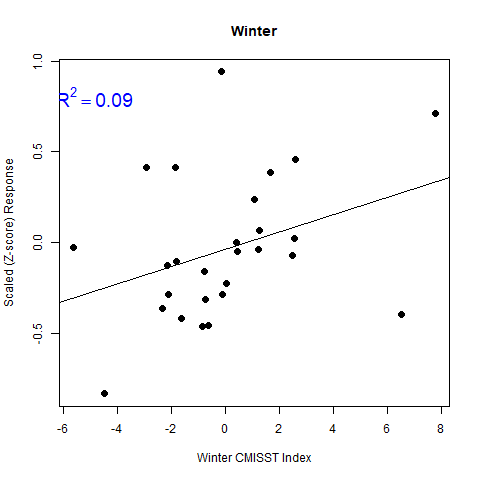 Winter
R² = 0.09
Scaled (Z-score) Response
1.0
0.5
0.0
-0.5
-6 -4 -2 0 2 4 6 8
Winter CMISST Index